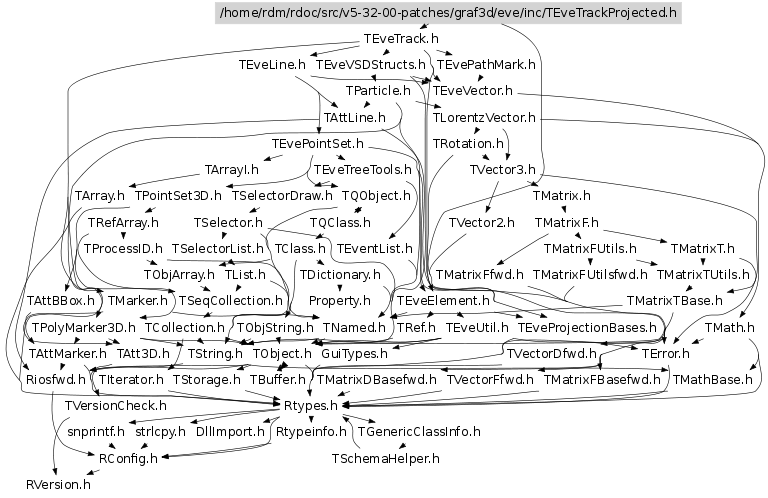 /home/rdm/rdoc/src/v5-32-00-patches/graf3d/eve/inc/TEveTrackProjected.h
TEveTrack.h
TEveLine.h TEveVSDStructs.h TEvePathMark.h
TParticle.h TEveVector.h
TAttLine.h TLorentzVector.h
TEvePointSet.h TRotation.h
TArrayI.h TEveTreeTools.h TVector3.h
TArray.h TPointSet3D.h TSelectorDraw.h TQObject.h TMatrix.h
TRefArray.h TSelector.h TQClass.h TVector2.h TMatrixF.h
TProcessID.h TSelectorList.h TClass.h TEventList.h TMatrixFUtils.h TMatrixT.h
TObjArray.h TList.h TDictionary.h TMatrixFfwd.h TMatrixFUtilsfwd.h TMatrixTUtils.h
TAttBBox.h TMarker.h TSeqCollection.h Property.h TEveElement.h TMatrixTBase.h
TPolyMarker3D.h TCollection.h TObjString.h TNamed.h TRef.h TEveUtil.h TEveProjectionBases.h TMath.h
TAttMarker.h TAtt3D.h TString.h TObject.h GuiTypes.h TVectorDfwd.h TError.h
Riosfwd.h TIterator.h TStorage.h TBuffer.h TMatrixDBasefwd.h TVectorFfwd.h TMatrixFBasefwd.h TMathBase.h
TVersionCheck.h Rtypes.h
snprintf.h strlcpy.h DllImport.h Rtypeinfo.h TGenericClassInfo.h
RConfig.h TSchemaHelper.h
RVersion.h